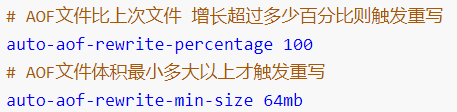 # AOF文件比上次文件 增长超过多少百分比则触发重写
auto-aof-rewrite-percentage 100
# AOF文件体积最小多大以上才触发重写
auto-aof-rewrite-min-size 64mb